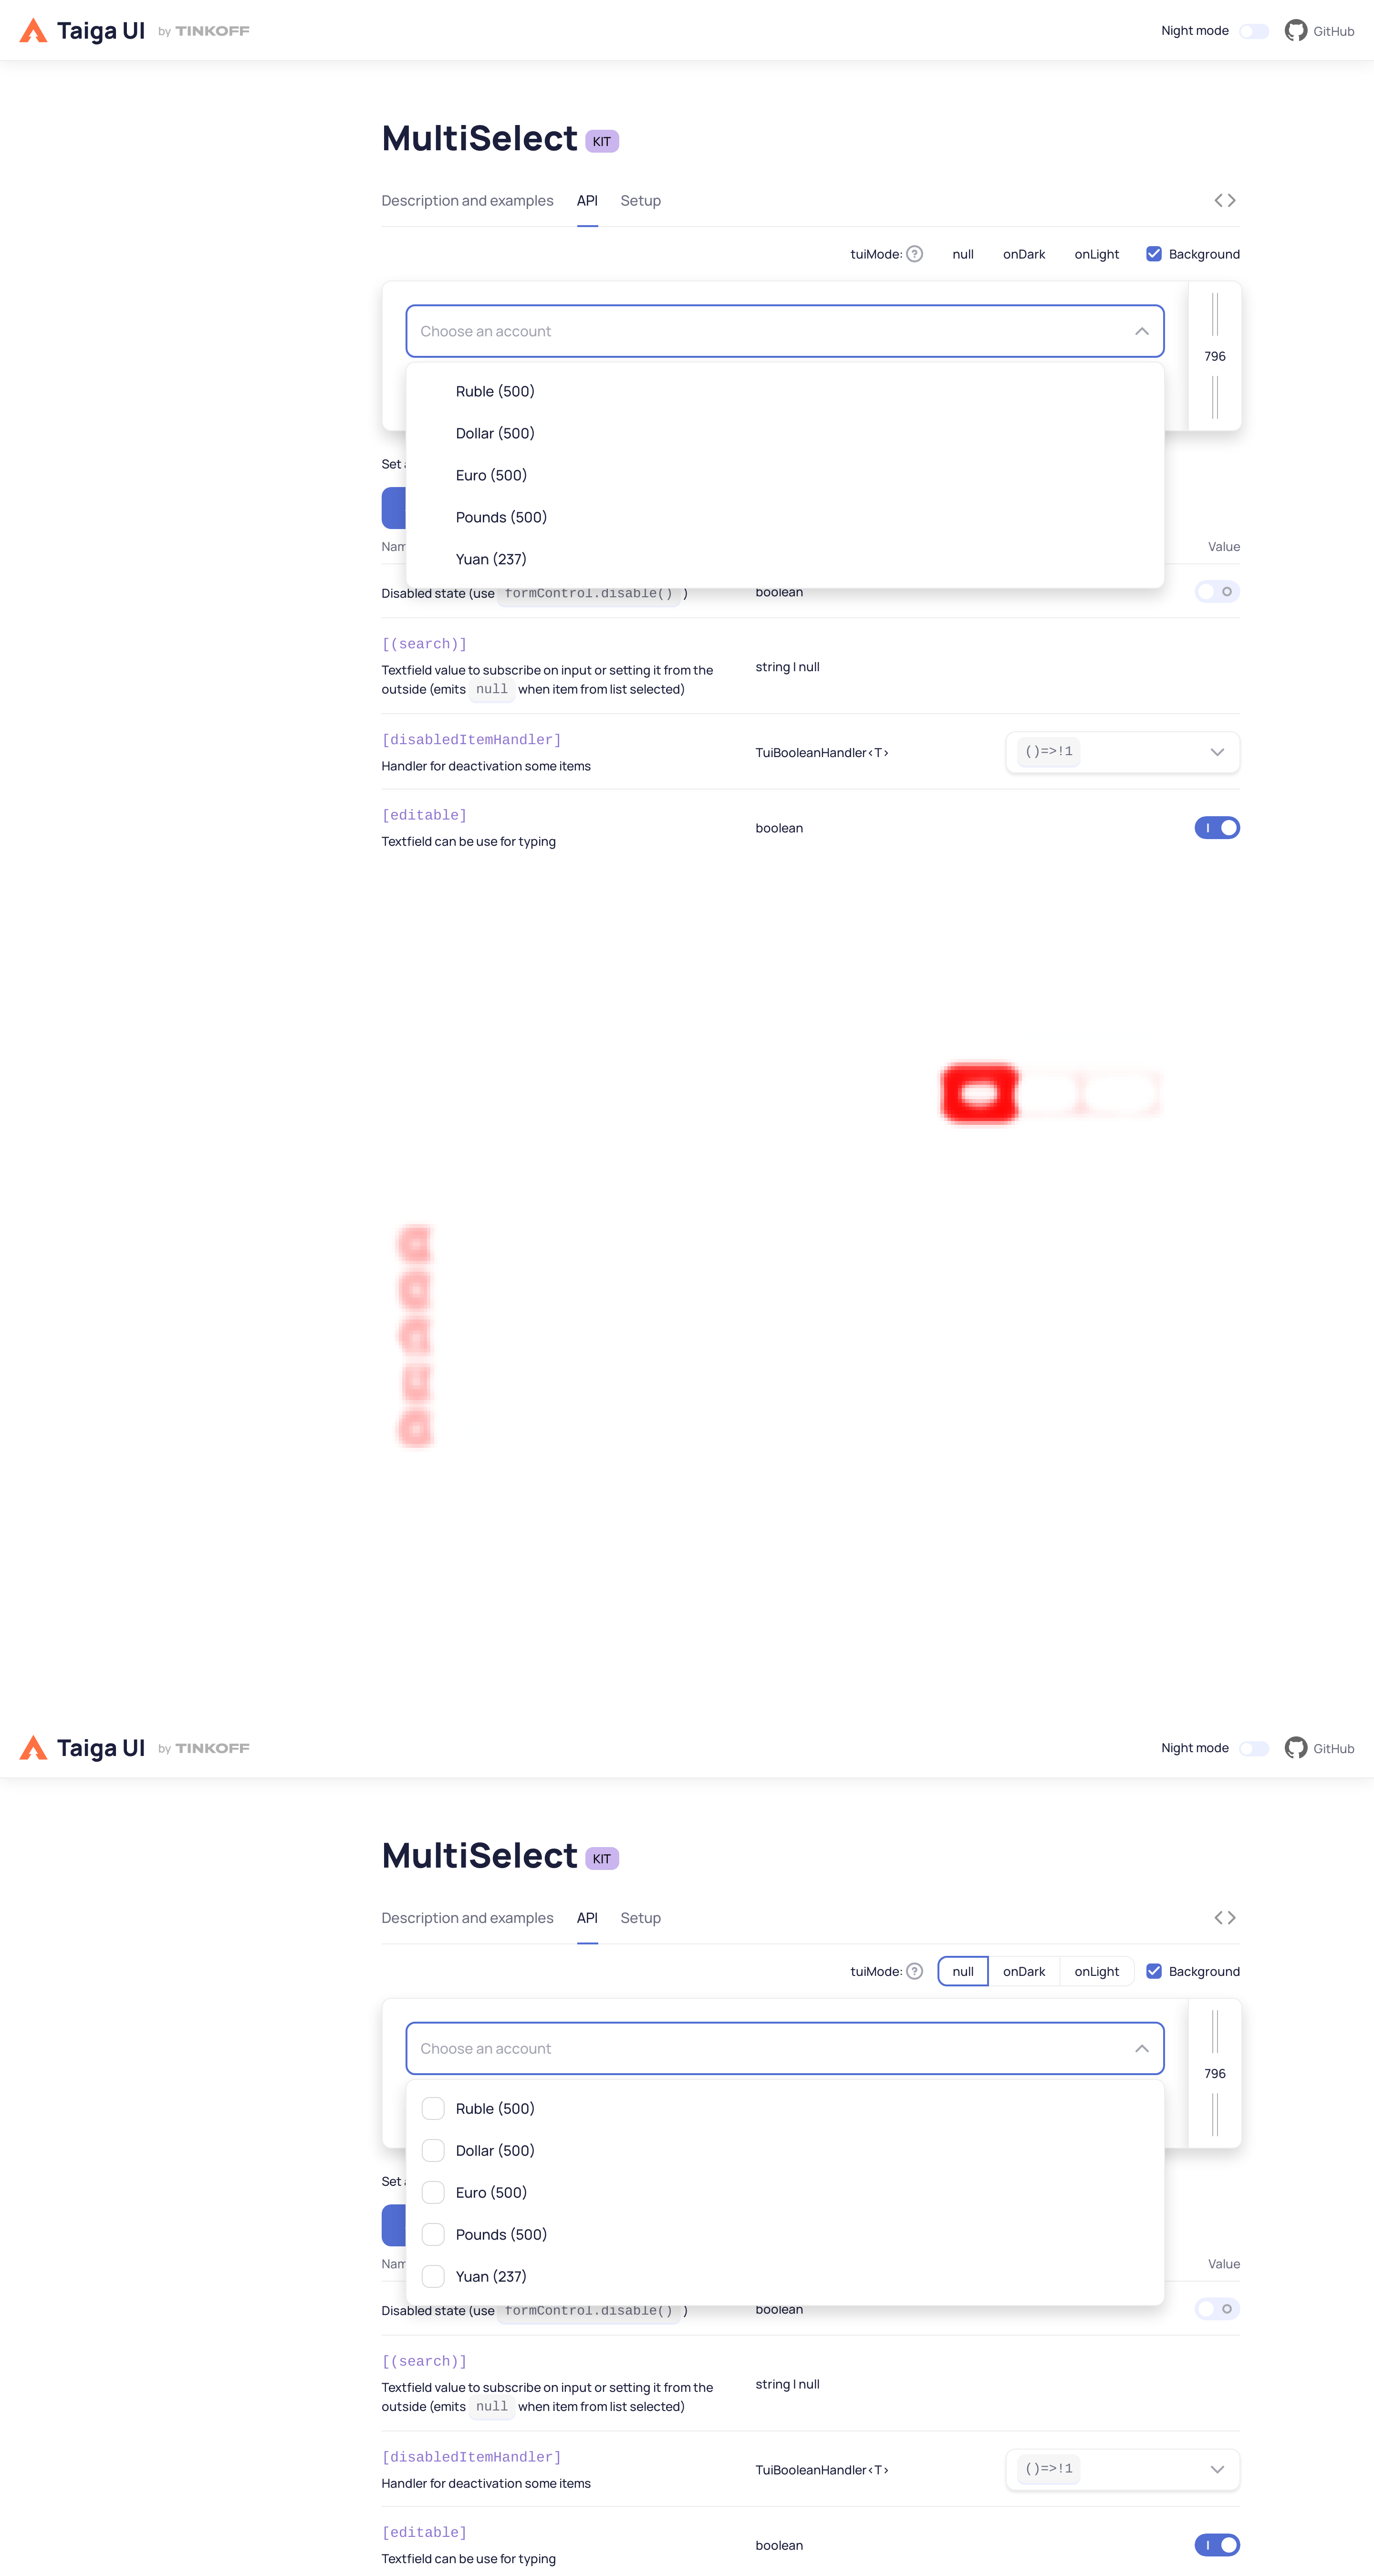 Taiga UI by TINKOFF Night mode GitHub
MultiSelect KIT
Description and examples API Setup
tuiMode: ? null onDark onLight Background
Choose an account
796
Ruble (500)
Dollar (500)
Set
Euro (500)
Pounds (500)
Nam Value
Yuan (237)
Disabled state (use formControl.disable() ) boolean
[(search)]
Textfield value to subscribe on input or setting it from the
string | null
outside (emits null when item from list selected)
[disabledItemHandler]
TuiBooleanHandler<T> ()=>!1
Handler for deactivation some items
[editable]
boolean
Textfield can be use for typing
Taiga UI by TINKOFF Night mode GitHub
MultiSelect KIT
Description and examples API Setup
tuiMode: ? null onDark onLight Background
Choose an account
796
Ruble (500)
Dollar (500)
Set
Euro (500)
Pounds (500)
Nam Value
Yuan (237)
Disabled state (use formControl.disable() ) boolean
[(search)]
Textfield value to subscribe on input or setting it from the
string | null
outside (emits null when item from list selected)
[disabledItemHandler]
TuiBooleanHandler<T> ()=>!1
Handler for deactivation some items
[editable]
boolean
Textfield can be use for typing